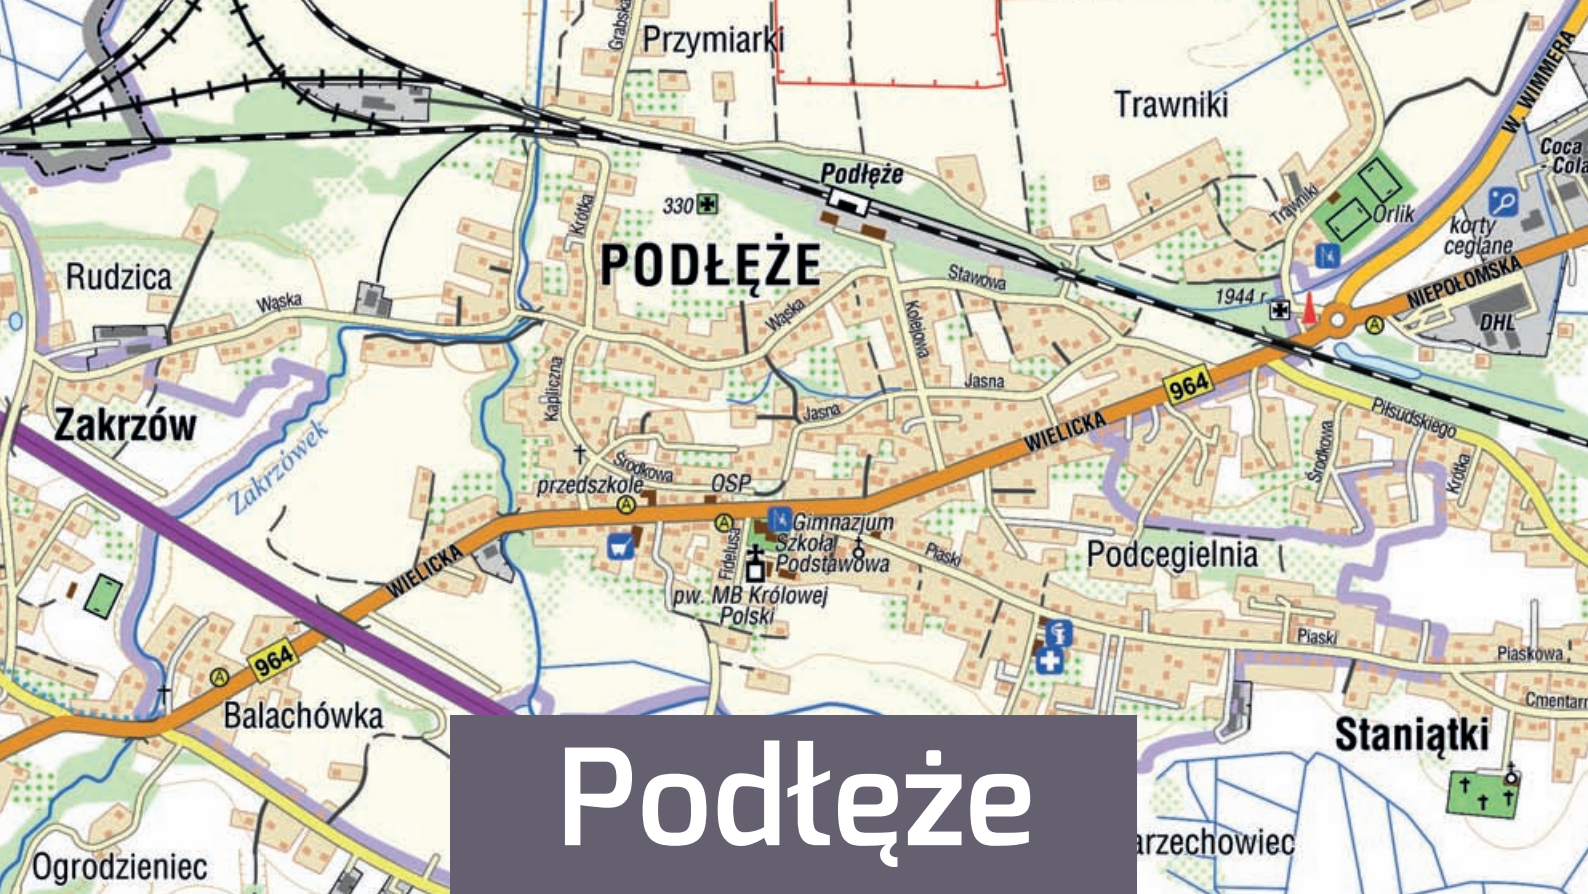 Grabska
Przymiarki
Trawniki
W. WIMMERA
Coca
- Cola
Podłęże
330
Krótka
Trawniki
Orlik
korty
ceglane
PODŁĘŻE
Rudzica
Stawowa
NIEPOŁOMSKA
1944 r.
Wąska
Wąska
Kolejowa
DHL
Kapliczna
Jasna
964
Zakrzów
Jasna
WIELICKA
Piłsudskiego
Zakrzówek
Środkowa
Środkowa
Krótka
przedszkole
OSP
A
A
A
A
Gimnazjum
Szkoła
Podstawowa
Fidelusa
Piaski
Podcegielnia
WIELICKA
pw. MB Królowej
Polski
Piaski
Piaskowa
964
Cmentarn
Balachówka
Staniątki
Podłęże
arzechowiec
Ogrodzieniec